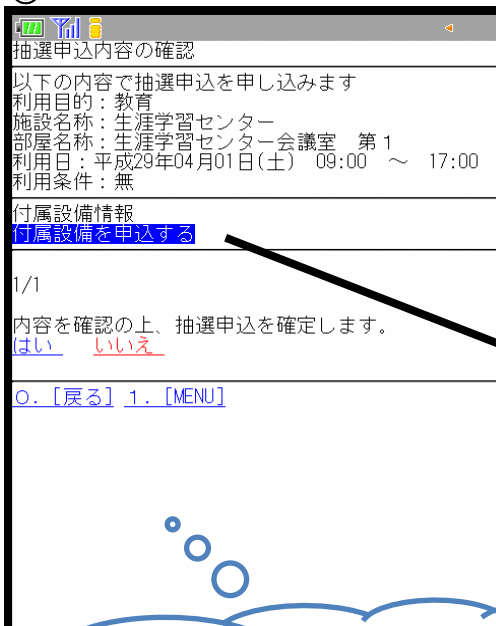 抽選申込内容の確認
以下の内容で抽選申込を申し込みます
利用目的：教育
施設名称：生涯学習センター
部屋名称：生涯学習センター会議室　第１
利用日：平成29年04月01日(土)　09:00　～　17:00
利用条件：無
付属設備情報
付属設備を申込する
1/1
内容を確認の上、抽選申込を確定します。
はい　いいえ
０．[戻る] １．[MENU]